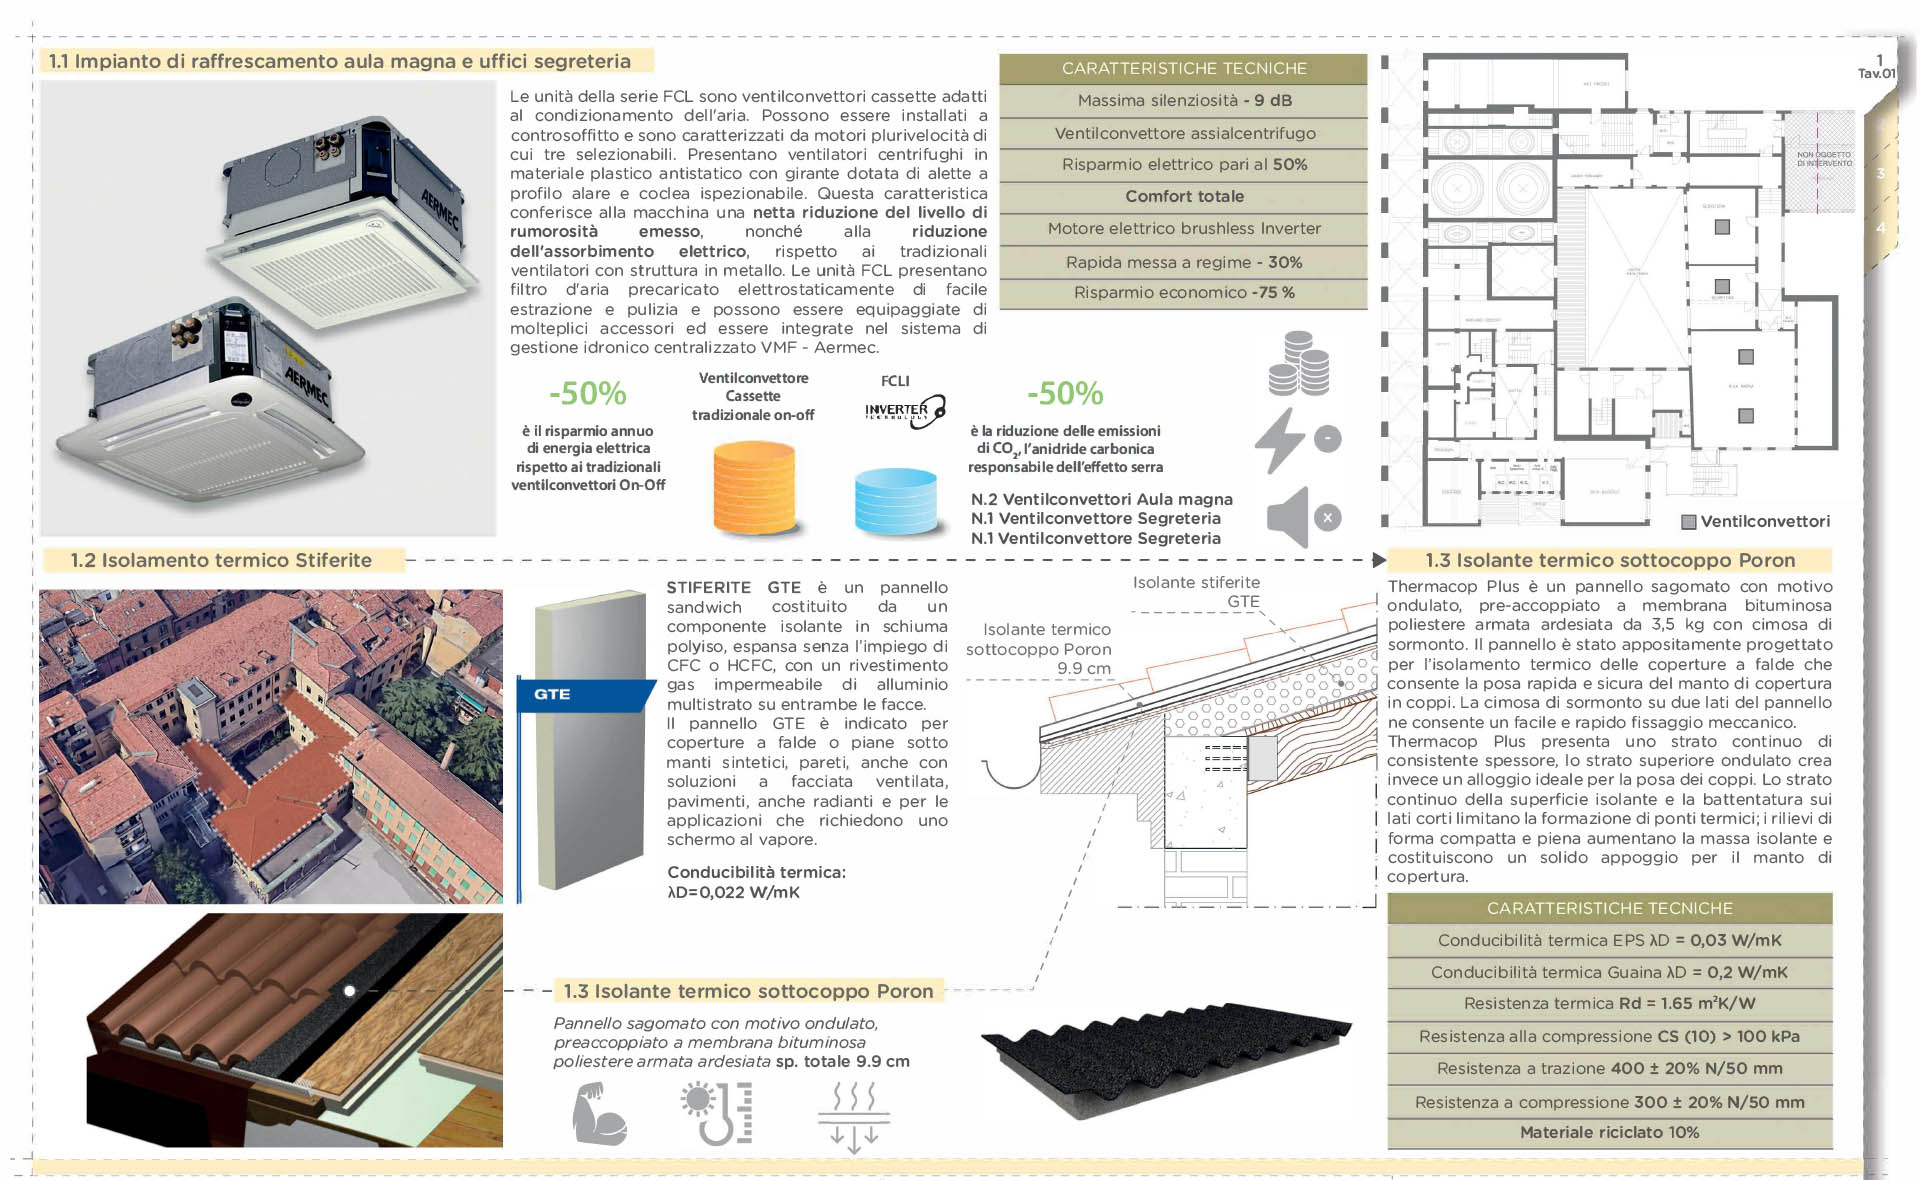 1.1 Impianto di raffrescamento aula magna e uffici segreteria
AERMEC
AERMEC
Le unità della serie FCL sono ventilconvettori cassette adatti
al condizionamento dell'aria. Possono essere installati a
controsoffitto e sono caratterizzati da motori plurivelocità di
cui tre selezionabili. Presentano ventilatori centrifughi in
materiale plastico antistatico con girante dotata di alette a
profilo alare e coclea ispezionabile. Questa caratteristica
conferisce alla macchina una netta riduzione del livello di
rumorosità emesso, nonché alla riduzione
dell'assorbimento elettrico, rispetto ai tradizionali
ventilatori con struttura in metallo. Le unità FCL presentano
filtro d'aria precaricato elettrostaticamente di facile
estrazione e pulizia e possono essere equipaggiate di
molteplici accessori ed essere integrate nel sistema di
gestione idronico centralizzato VMF - Aermec.
-50%
è il risparmio annuo
di energia elettrica
rispetto ai tradizionali
ventilconvettori On-Off
Ventilconvettore
Cassette
tradizionale on-off
FCLI
INVERTER
TECHNOLOGY
-50%
è la riduzione delle emissioni
di CO2, l'anidride carbonica
responsabile dell'effetto serra
N.2 Ventilconvettori Aula magna
N.1 Ventilconvettore Segreteria
N.1 Ventilconvettore Segreteria
CARATTERISTICHE TECNICHE
Massima silenziosità - 9 dB
Ventilconvettore assialcentrifugo
Risparmio elettrico pari al 50%
Comfort totale
Motore elettrico brushless Inverter
Rapida messa a regime - 30%
Risparmio economico -75 %
NON OGGETTO
DI INTERVENTO
Ventilconvettori
1
Tav.01
3
4
1.2 Isolamento termico Stiferite
GTE
STIFERITE GTE è un pannello
sandwich costituito da un
componente isolante in schiuma
polyiso, espansa senza l'impiego di
CFC o HCFC, con un rivestimento
gas impermeabile di alluminio
multistrato su entrambe le facce.
Il pannello GTE è indicato per
coperture a falde o piane sotto
manti sintetici, pareti, anche con
soluzioni a facciata ventilata,
pavimenti, anche radianti e per le
applicazioni che richiedono uno
schermo al vapore.
Conducibilità termica:
λD=0,022 W/mK
Isolante stiferite
GTE
Isolante termico
sottocoppo Poron
9.9 cm
1.3 Isolante termico sottocoppo Poron
Pannello sagomato con motivo ondulato,
preaccoppiato a membrana bituminosa
poliestere armata ardesiata sp. totale 9.9 cm
1.3 Isolante termico sottocoppo Poron
Thermacop Plus è un pannello sagomato con motivo
ondulato, pre-accoppiato a membrana bituminosa
poliestere armata ardesiata da 3,5 kg con cimosa di
sormonto. Il pannello è stato appositamente progettato
per l'isolamento termico delle coperture a falde che
consente la posa rapida e sicura del manto di copertura
in coppi. La cimosa di sormonto su due lati del pannello
ne consente un facile e rapido fissaggio meccanico.
Thermacop Plus presenta uno strato continuo di
consistente spessore, lo strato superiore ondulato crea
invece un alloggio ideale per la posa dei coppi. Lo strato
continuo della superficie isolante e la battentatura sui
lati corti limitano la formazione di ponti termici; i rilievi di
forma compatta e piena aumentano la massa isolante e
costituiscono un solido appoggio per il manto di
copertura.
CARATTERISTICHE TECNICHE
Conducibilità termica EPS λD = 0,03 W/mK
Conducibilità termica Guaina λD = 0,2 W/mK
Resistenza termica Rd = 1.65 m²K/W
Resistenza alla compressione CS (10) > 100 kPa
Resistenza a trazione 400 ± 20% N/50 mm
Resistenza a compressione 300 ± 20% N/50 mm
Materiale riciclato 10%